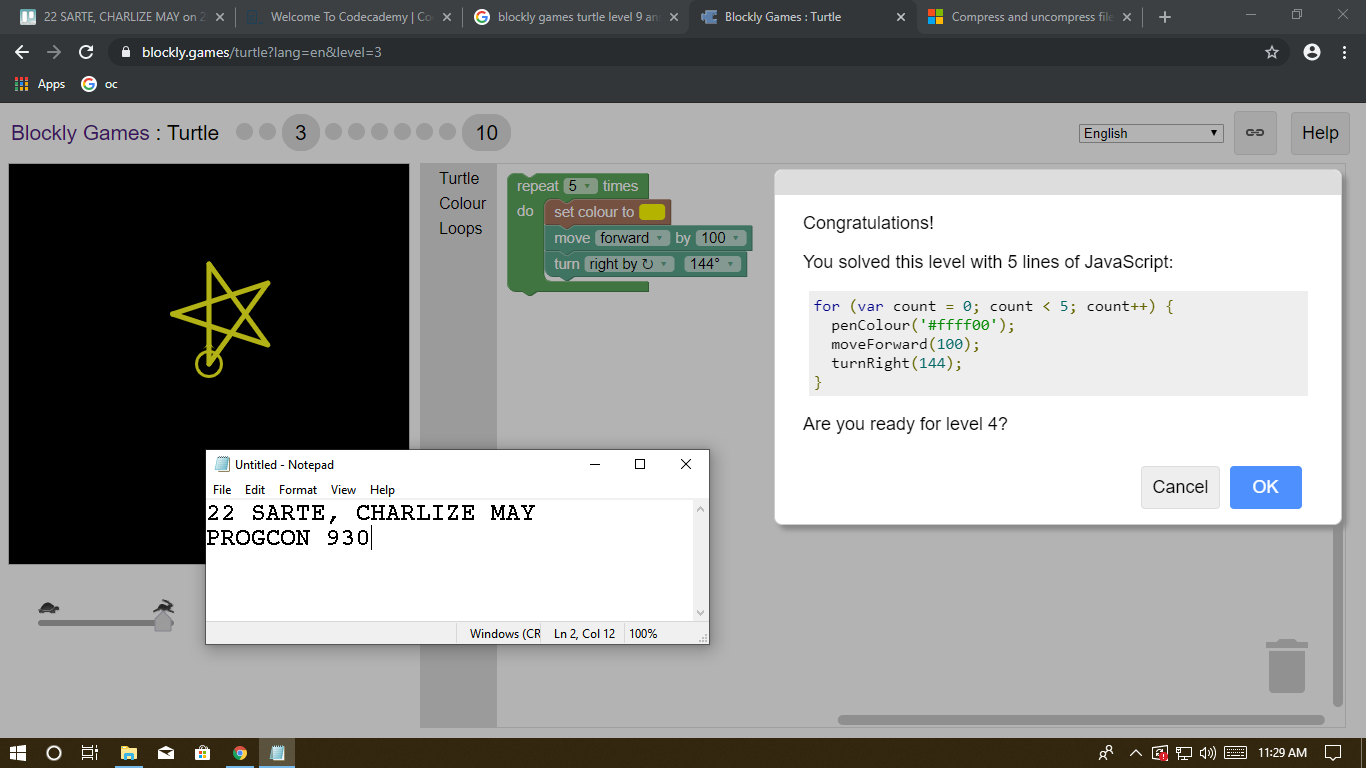 22 SARTE, CHARLIZE MAY on 2
Welcome To Codecademy | Co
blockly games turtle level 9 an
Blockly Games : Turtle
Compress and uncompress file
blockly.games/turtle?lang=en&level=3
Apps
oc
Blockly Games : Turtle
3
10
English
Help
Turtle
Colour
Loops
repeat 5 times
do
set colour to
move forward by 100
turn right by ↻ 144°
Congratulations!
You solved this level with 5 lines of JavaScript:
for (var count = 0; count < 5; count++) {
penColour('#ffff00');
moveForward(100);
turnRight(144);
}
Are you ready for level 4?
Cancel
OK
Untitled - Notepad
File Edit Format View Help
22 SARTE, CHARLIZE MAY
PROGCON 930
Windows (CR
Ln 2, Col 12
100%
11:29 AM